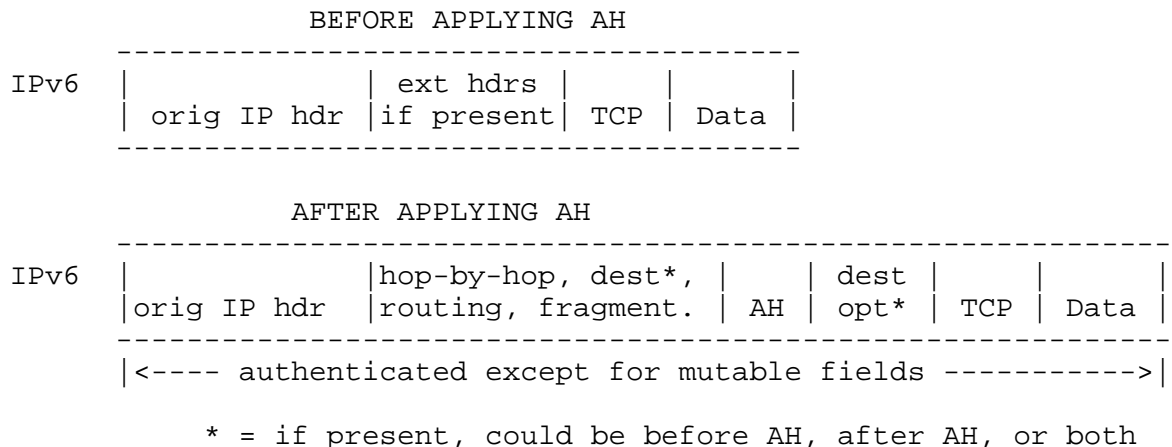 BEFORE APPLYING AH
---------------------------------------
IPv6 | | ext hdrs | | |
| orig IP hdr |if present| TCP | Data |
---------------------------------------
AFTER APPLYING AH
------------------------------------------------------------
IPv6 | |hop-by-hop, dest*, | | dest | | |
|orig IP hdr |routing, fragment. | AH | opt* | TCP | Data |
------------------------------------------------------------
|<---- authenticated except for mutable fields ----------->|
* = if present, could be before AH, after AH, or both